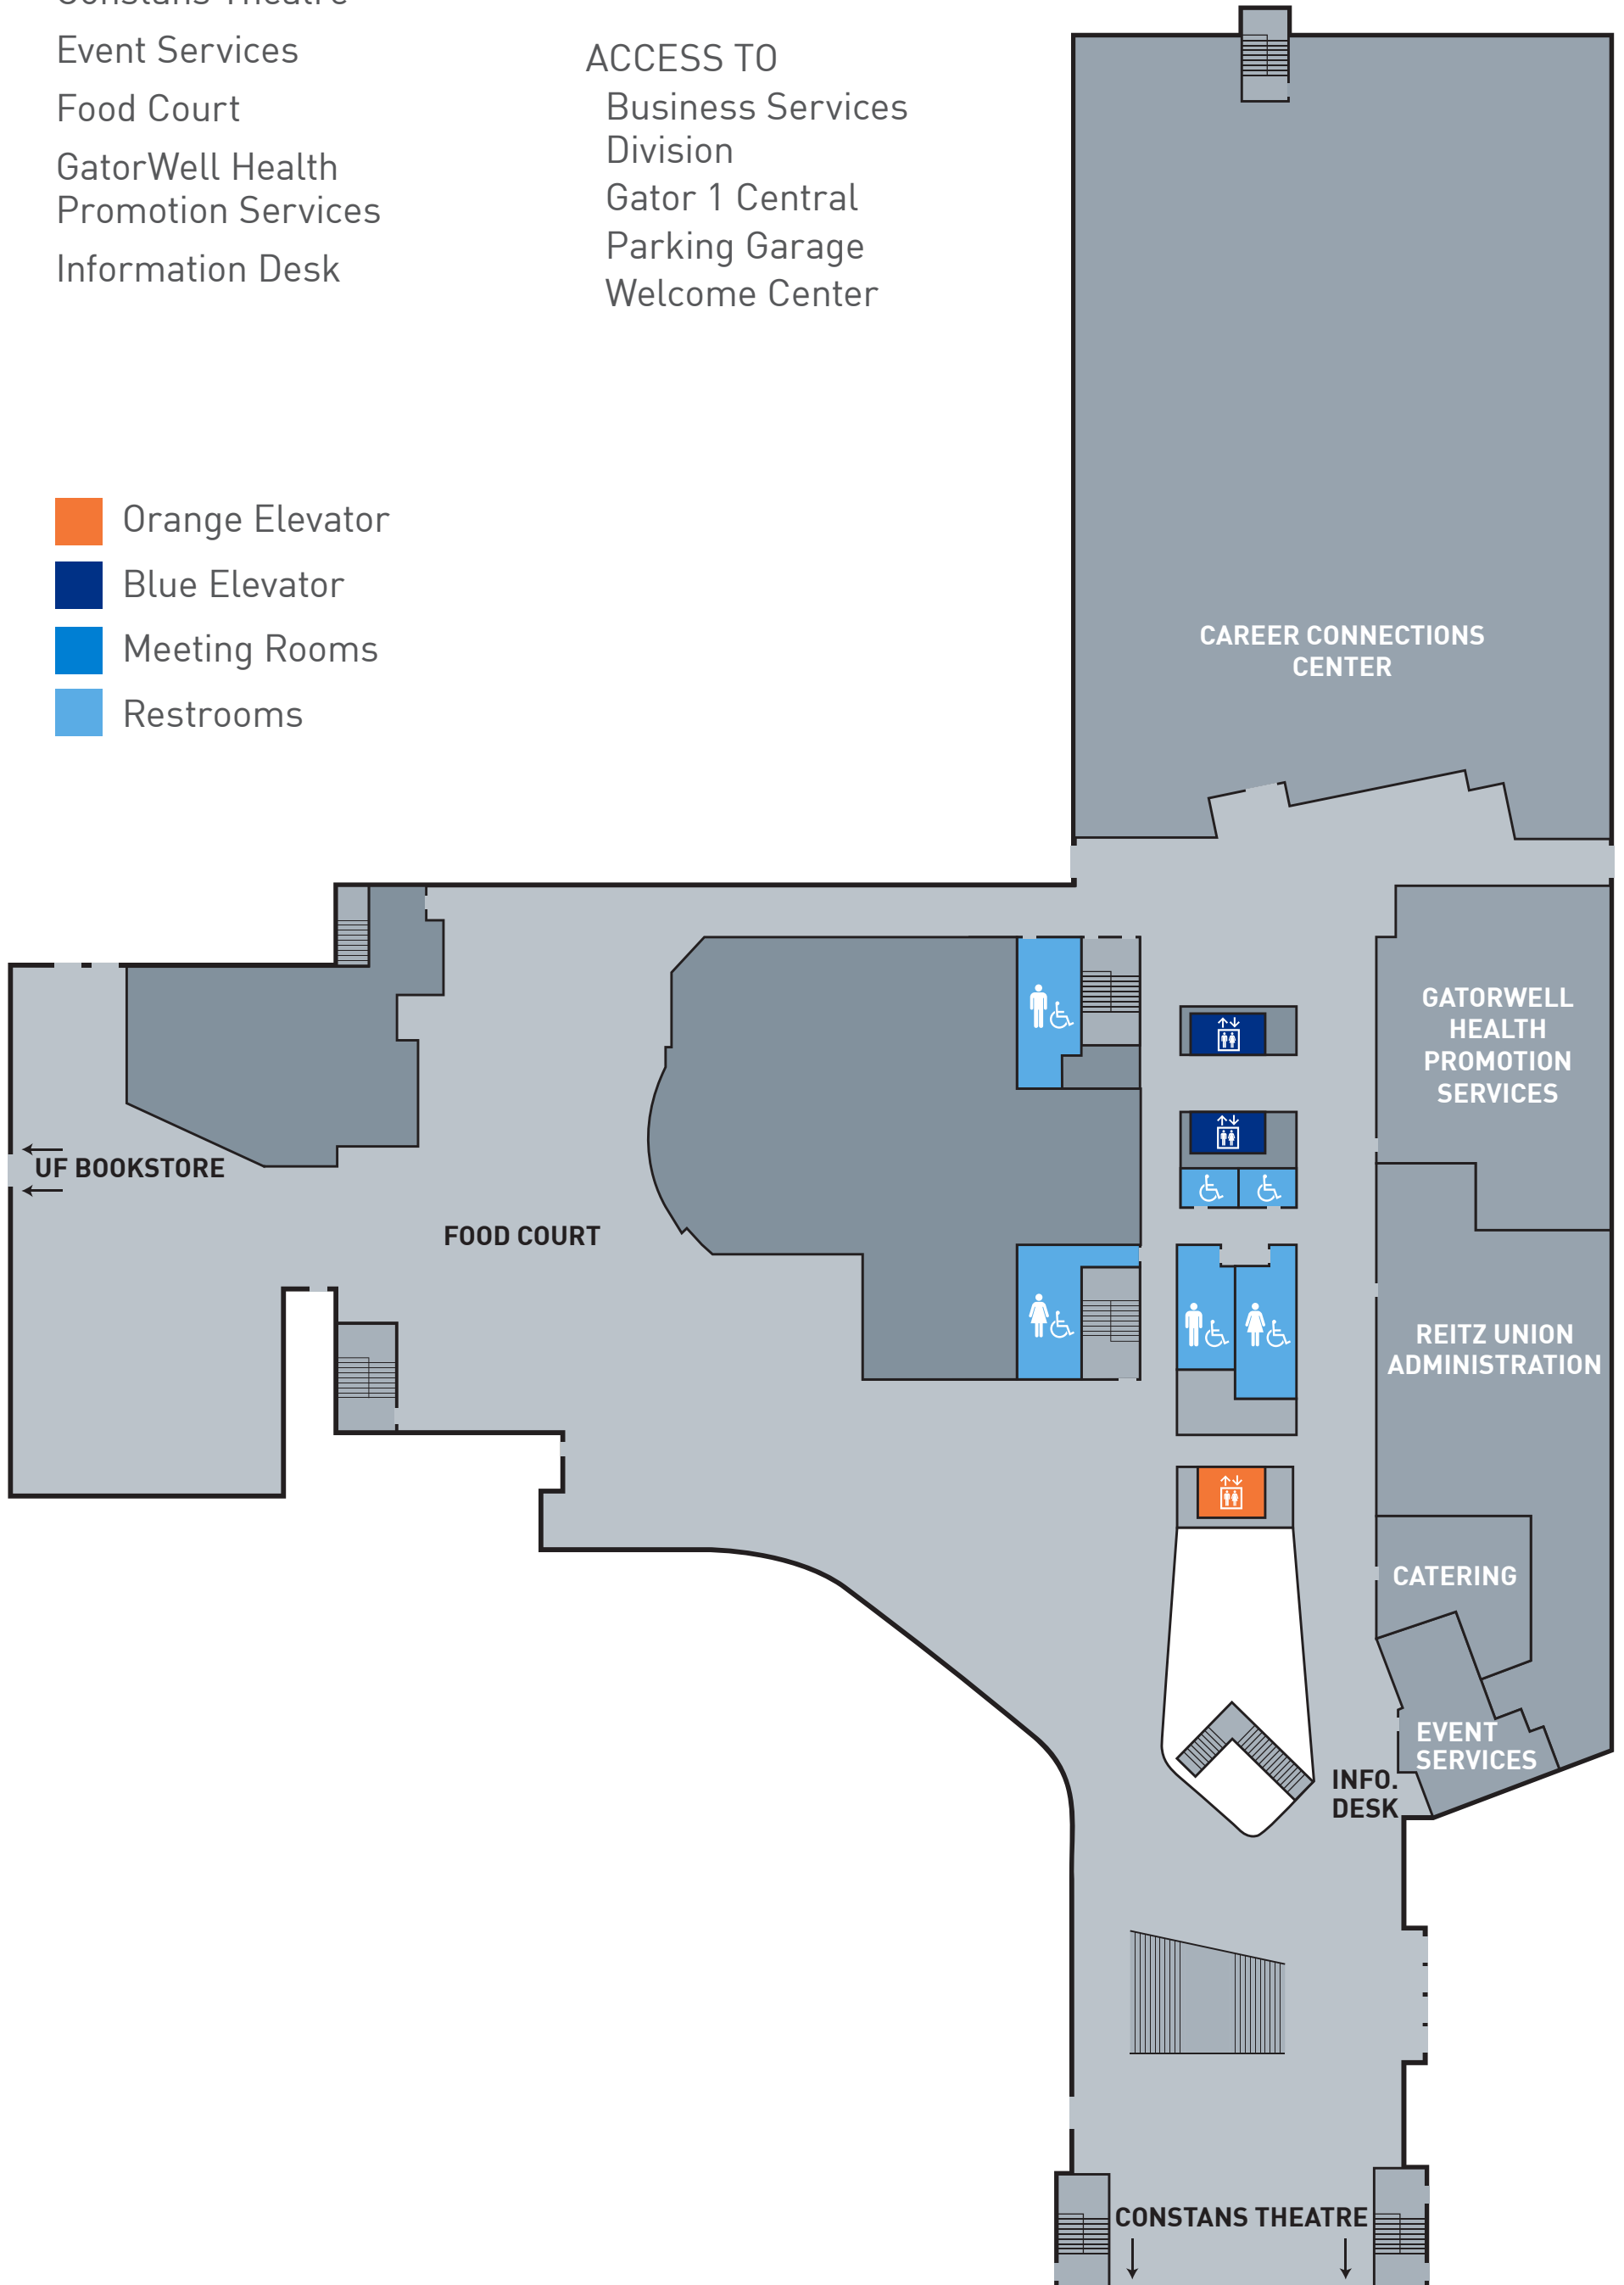 Constans Theatre
Event Services
Food Court
GatorWell Health
Promotion Services
Information Desk
ACCESS TO
Business Services
Division
Gator 1 Central
Parking Garage
Welcome Center
Orange Elevator
Blue Elevator
Meeting Rooms
Restrooms
CAREER CONNECTIONS
CENTER
GATORWELL
HEALTH
PROMOTION
SERVICES
UF BOOKSTORE
FOOD COURT
REITZ UNION
ADMINISTRATION
CATERING
EVENT
SERVICES
INFO.
DESK
CONSTANS THEATRE